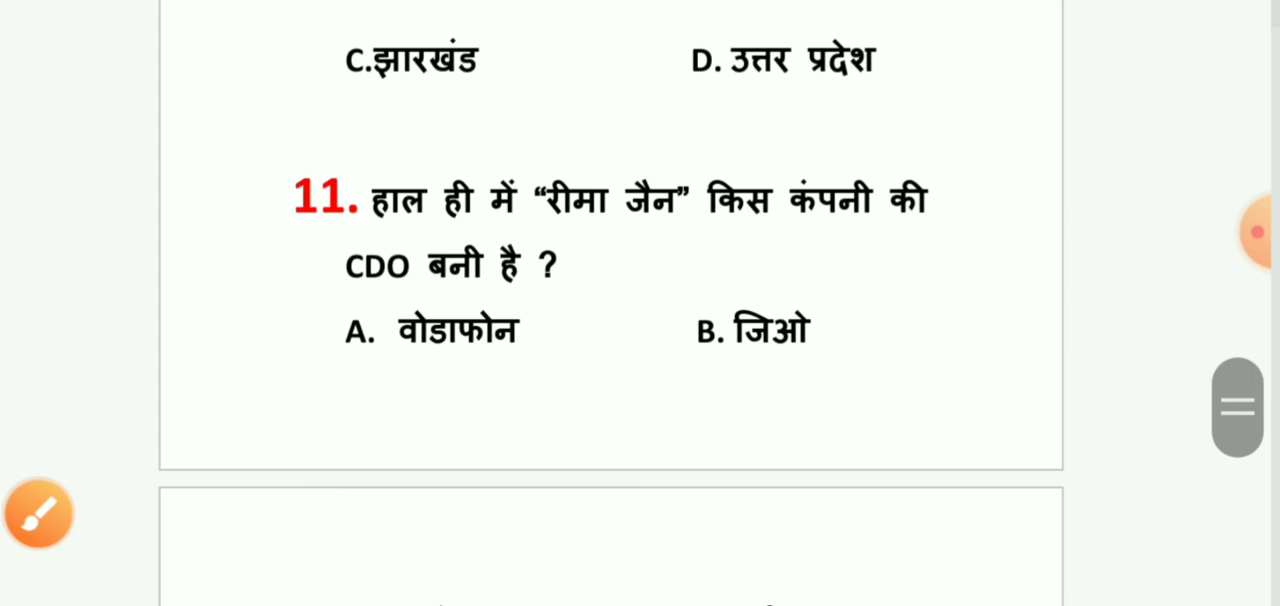 C.झारखंड D. उत्तर प्रदेश
11. हाल ही में “रीमा जैन” किस कंपनी की
CDO बनी है ?
A. वोडाफोन B. जिओ